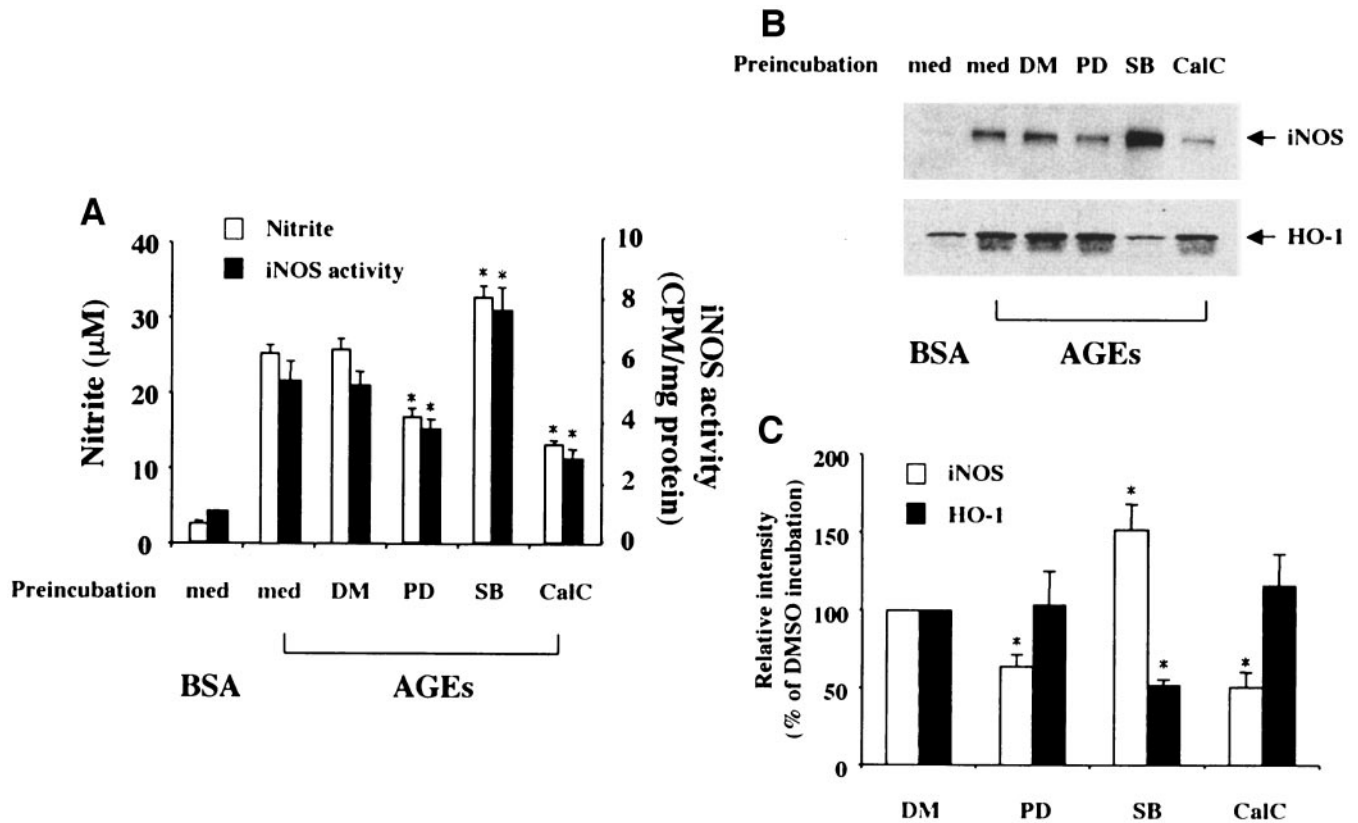 A
Nitrite
iNOS activity
40
30
20
10
0
Nitrite (μM)
10
8
6
4
2
0
iNOS activity
(CPM/mg protein)
* * * * * *
Preincubation med med DM PD SB CalC
BSA AGEs
B
Preincubation med med DM PD SB CalC
iNOS
HO-1
BSA AGEs
C
iNOS
HO-1
200
150
100
50
0
Relative intensity
(% of DMSO incubation)
* * * *
DM PD SB CalC